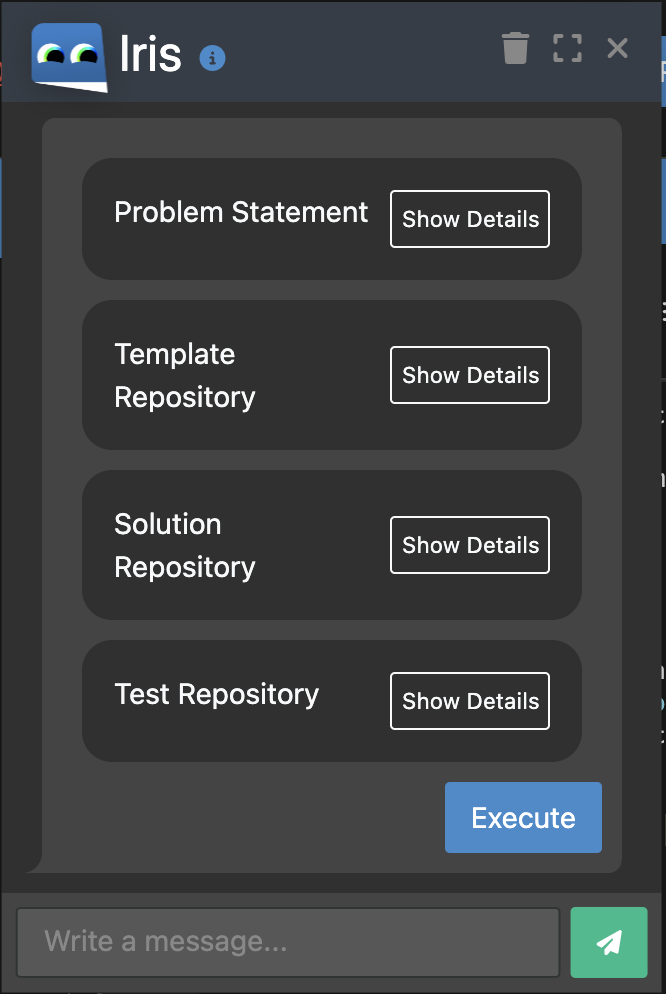 Iris
Problem Statement
Show Details
Template
Repository
Show Details
Solution
Repository
Show Details
Test Repository
Show Details
Execute
Write a message...